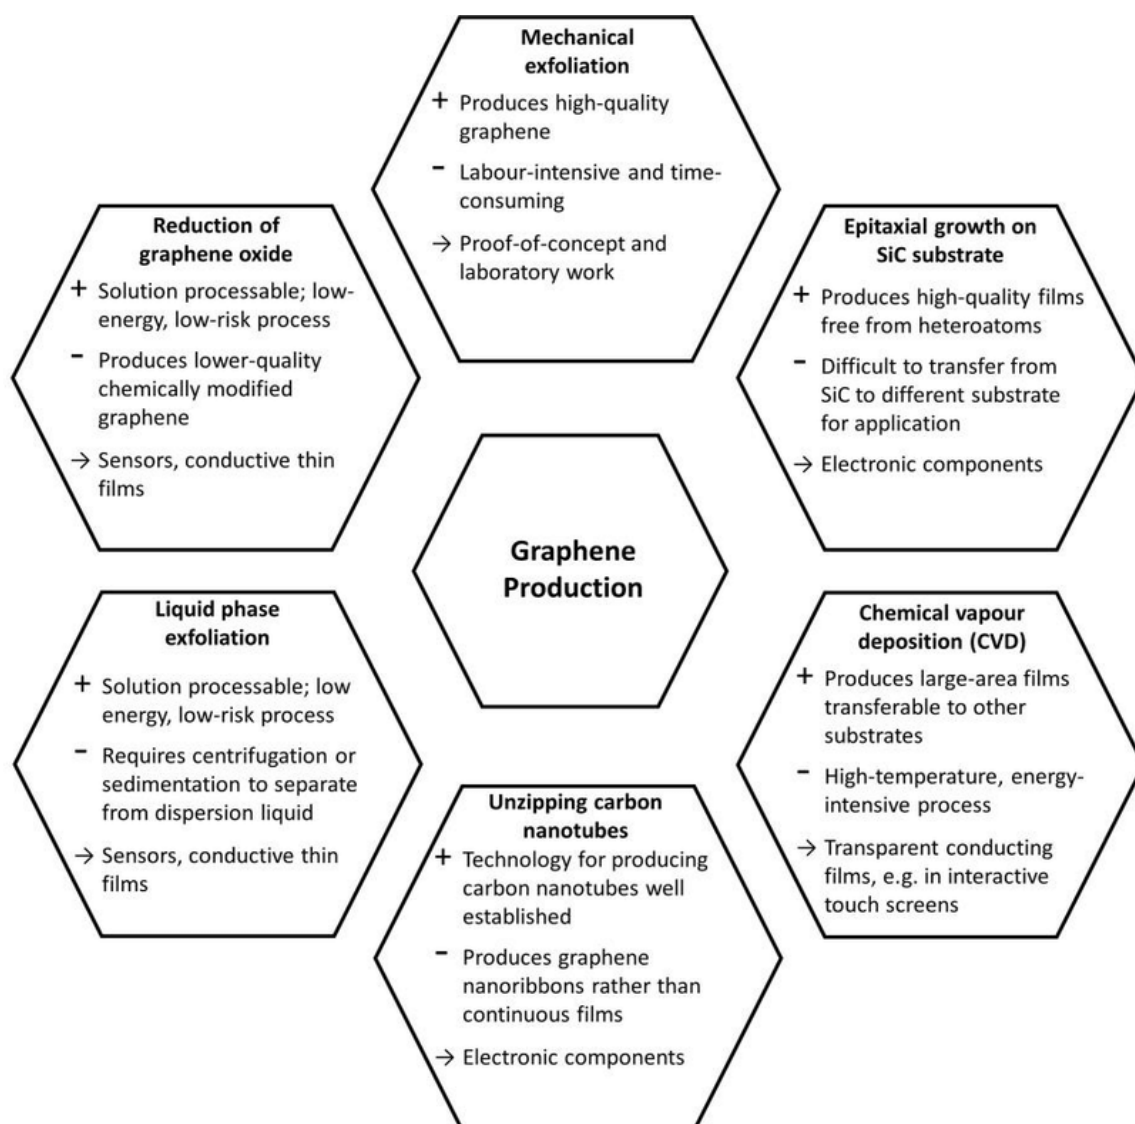 Mechanical
exfoliation
+ Produces high-quality
graphene
- Labour-intensive and time-
consuming
→ Proof-of-concept and
laboratory work
Reduction of
graphene oxide
+ Solution processable; low-
energy, low-risk process
- Produces lower-quality
chemically modified
graphene
→ Sensors, conductive thin
films
Epitaxial growth on
SiC substrate
+ Produces high-quality films
free from heteroatoms
- Difficult to transfer from
SiC to different substrate
for application
→ Electronic components
Graphene
Production
Liquid phase
exfoliation
+ Solution processable; low
energy, low-risk process
- Requires centrifugation or
sedimentation to separate
from dispersion liquid
→ Sensors, conductive thin
films
Chemical vapour
deposition (CVD)
+ Produces large-area films
transferable to other
substrates
- High-temperature, energy-
intensive process
→ Transparent conducting
films, e.g. in interactive
touch screens
Unzipping carbon
nanotubes
+ Technology for producing
carbon nanotubes well
established
- Produces graphene
nanoribbons rather than
continuous films
→ Electronic components